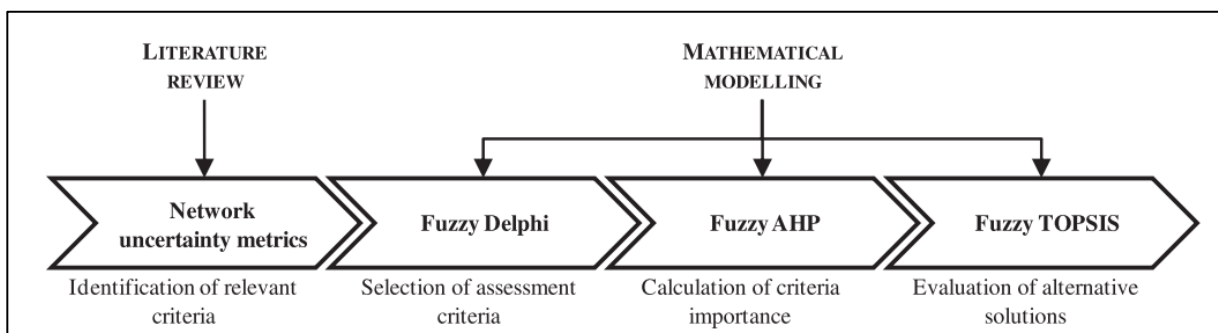 LITERATURE
REVIEW
MATHEMATICAL
MODELLING
Network
uncertainty metrics
Fuzzy Delphi
Fuzzy AHP
Fuzzy TOPSIS
Identification of relevant
criteria
Selection of assessment
criteria
Calculation of criteria
importance
Evaluation of alternative
solutions